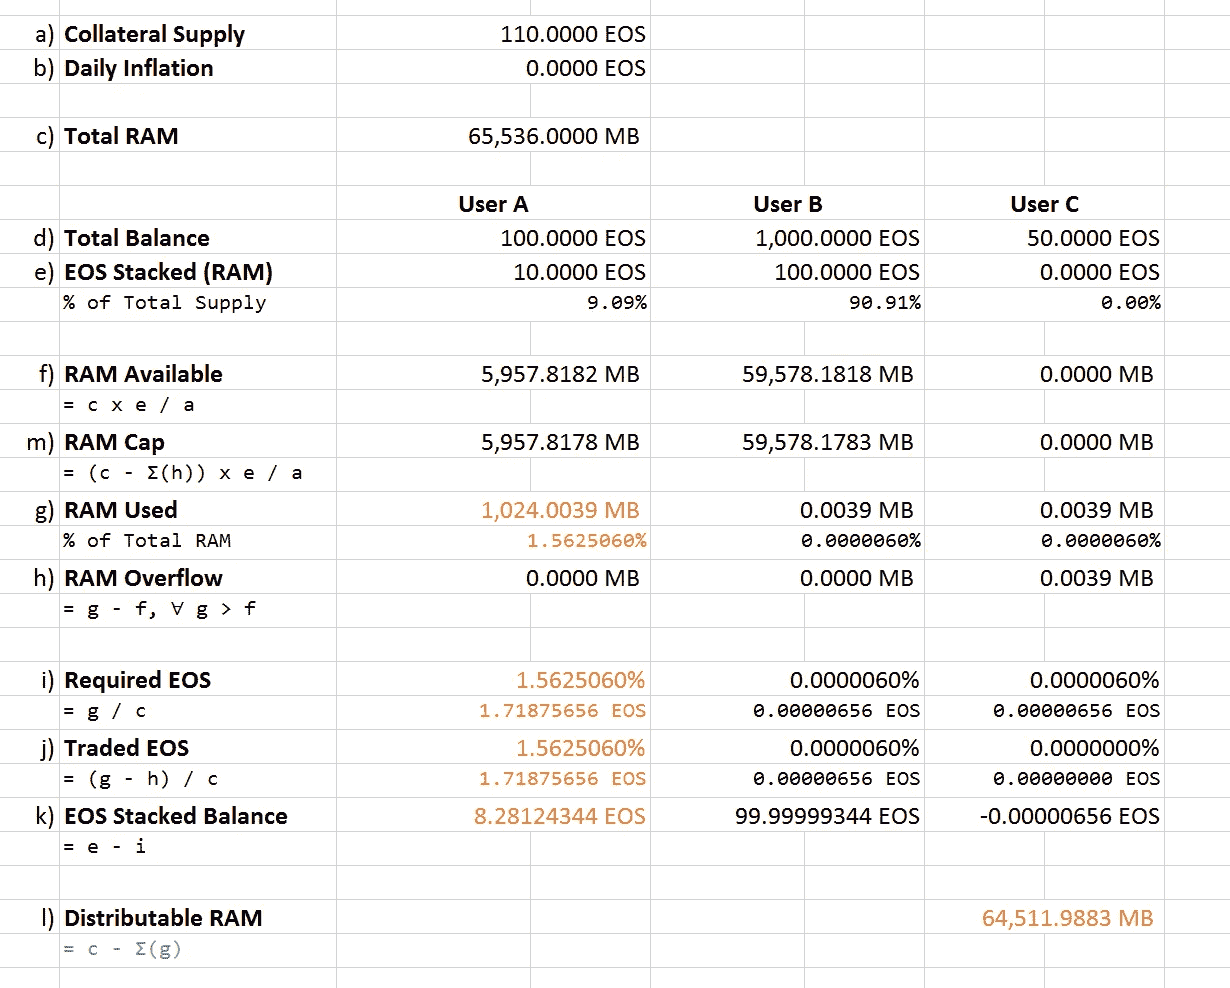 a) Collateral Supply 110.0000 EOS
b) Daily Inflation 0.0000 EOS
c) Total RAM 65,536.0000 MB
User A User B User C
d) Total Balance 100.0000 EOS 1,000.0000 EOS 50.0000 EOS
e) EOS Stacked (RAM) 10.0000 EOS 100.0000 EOS 0.0000 EOS
% of Total Supply 9.09% 90.91% 0.00%
f) RAM Available 5,957.8182 MB 59,578.1818 MB 0.0000 MB
= c x e / a
m) RAM Cap 5,957.8178 MB 59,578.1783 MB 0.0000 MB
= (c - Σ(h)) x e / a
g) RAM Used 1,024.0039 MB 0.0039 MB 0.0039 MB
% of Total RAM 1.5625060% 0.0000060% 0.0000060%
h) RAM Overflow 0.0000 MB 0.0000 MB 0.0039 MB
= g - f, ∀ g > f
i) Required EOS 1.5625060% 0.0000060% 0.0000060%
= g / c 1.71875656 EOS 0.00000656 EOS 0.00000656 EOS
j) Traded EOS 1.5625060% 0.0000060% 0.0000000%
= (g - h) / c 1.71875656 EOS 0.00000656 EOS 0.00000000 EOS
k) EOS Stacked Balance 8.28124344 EOS 99.99999344 EOS -0.00000656 EOS
= e - i
l) Distributable RAM 64,511.9883 MB
= c - Σ(g)